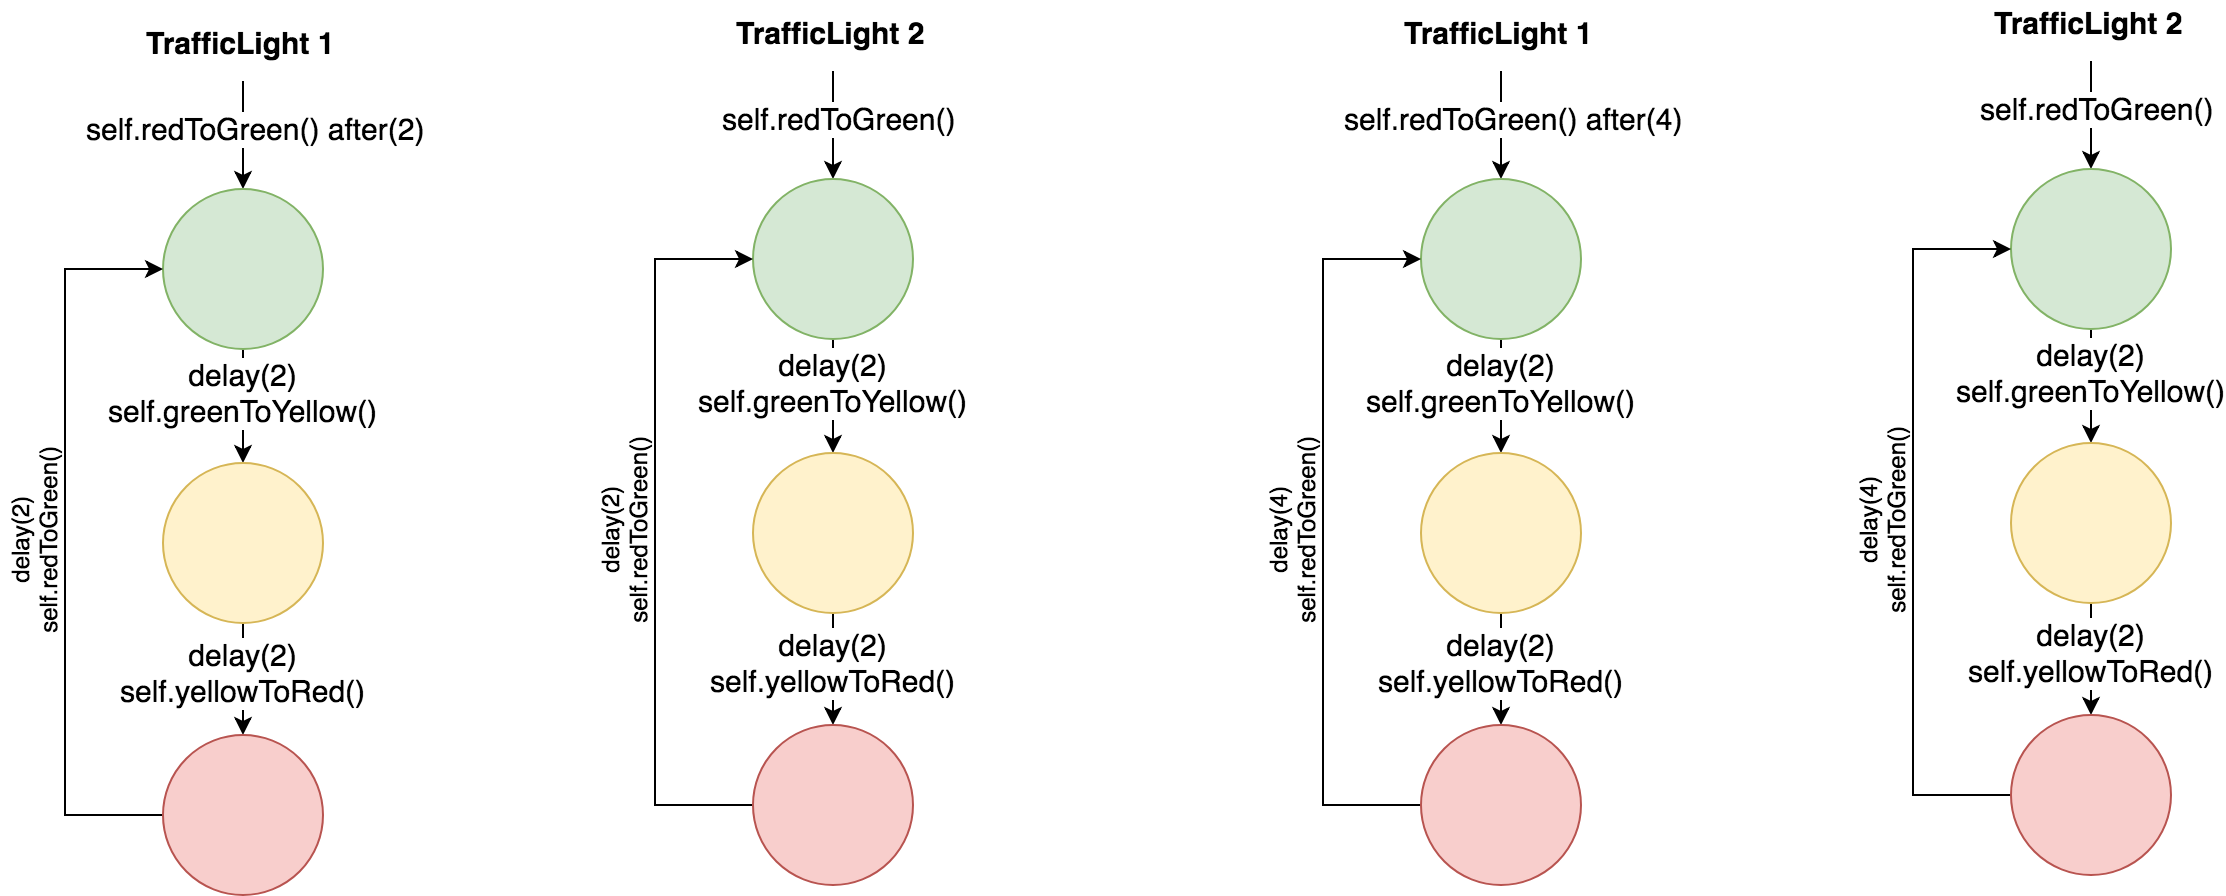 TrafficLight 1
self.redToGreen() after(2)
delay(2)
self.greenToYellow()
delay(2)
self.redToGreen()
delay(2)
self.yellowToRed()
TrafficLight 2
self.redToGreen()
delay(2)
self.greenToYellow()
delay(2)
self.redToGreen()
delay(2)
self.yellowToRed()
TrafficLight 1
self.redToGreen() after(4)
delay(2)
self.greenToYellow()
delay(4)
self.redToGreen()
delay(2)
self.yellowToRed()
TrafficLight 2
self.redToGreen()
delay(2)
self.greenToYellow()
delay(4)
self.redToGreen()
delay(2)
self.yellowToRed()